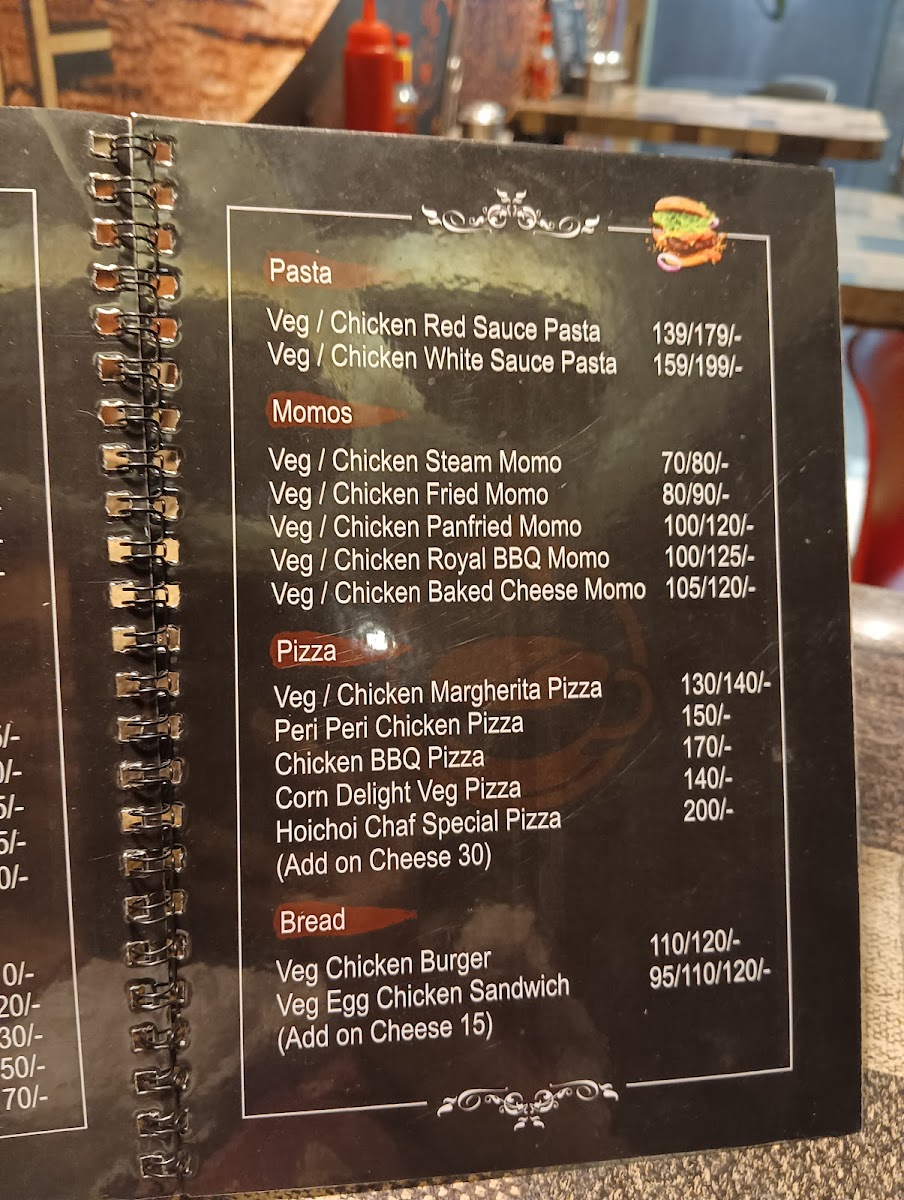 Pasta
Veg / Chicken Red Sauce Pasta 139/179/-
Veg / Chicken White Sauce Pasta 159/199/-
Momos
Veg / Chicken Steam Momo 70/80/-
Veg / Chicken Fried Momo 80/90/-
Veg / Chicken Panfried Momo 100/120/-
Veg / Chicken Royal BBQ Momo 100/125/-
Veg / Chicken Baked Cheese Momo 105/120/-
Pizza
Veg / Chicken Margherita Pizza 130/140/-
Peri Peri Chicken Pizza 150/-
Chicken BBQ Pizza 170/-
Corn Delight Veg Pizza 140/-
Hoichoi Chaf Special Pizza 200/-
(Add on Cheese 30)
Bread
Veg Chicken Burger 110/120/-
Veg Egg Chicken Sandwich 95/110/120/-
(Add on Cheese 15)